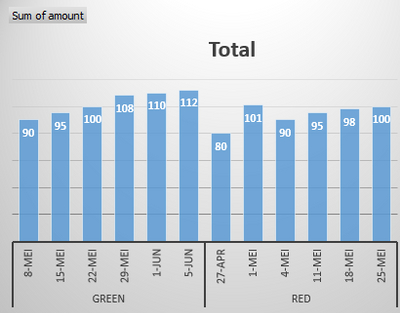 Sum of amount
Total
90 95 100 108 110 112 80 101 90 95 98 100
8-MEI 15-MEI 22-MEI 29-MEI 1-JUN 5-JUN 27-APR 1-MEI 4-MEI 11-MEI 18-MEI 25-MEI
GREEN RED